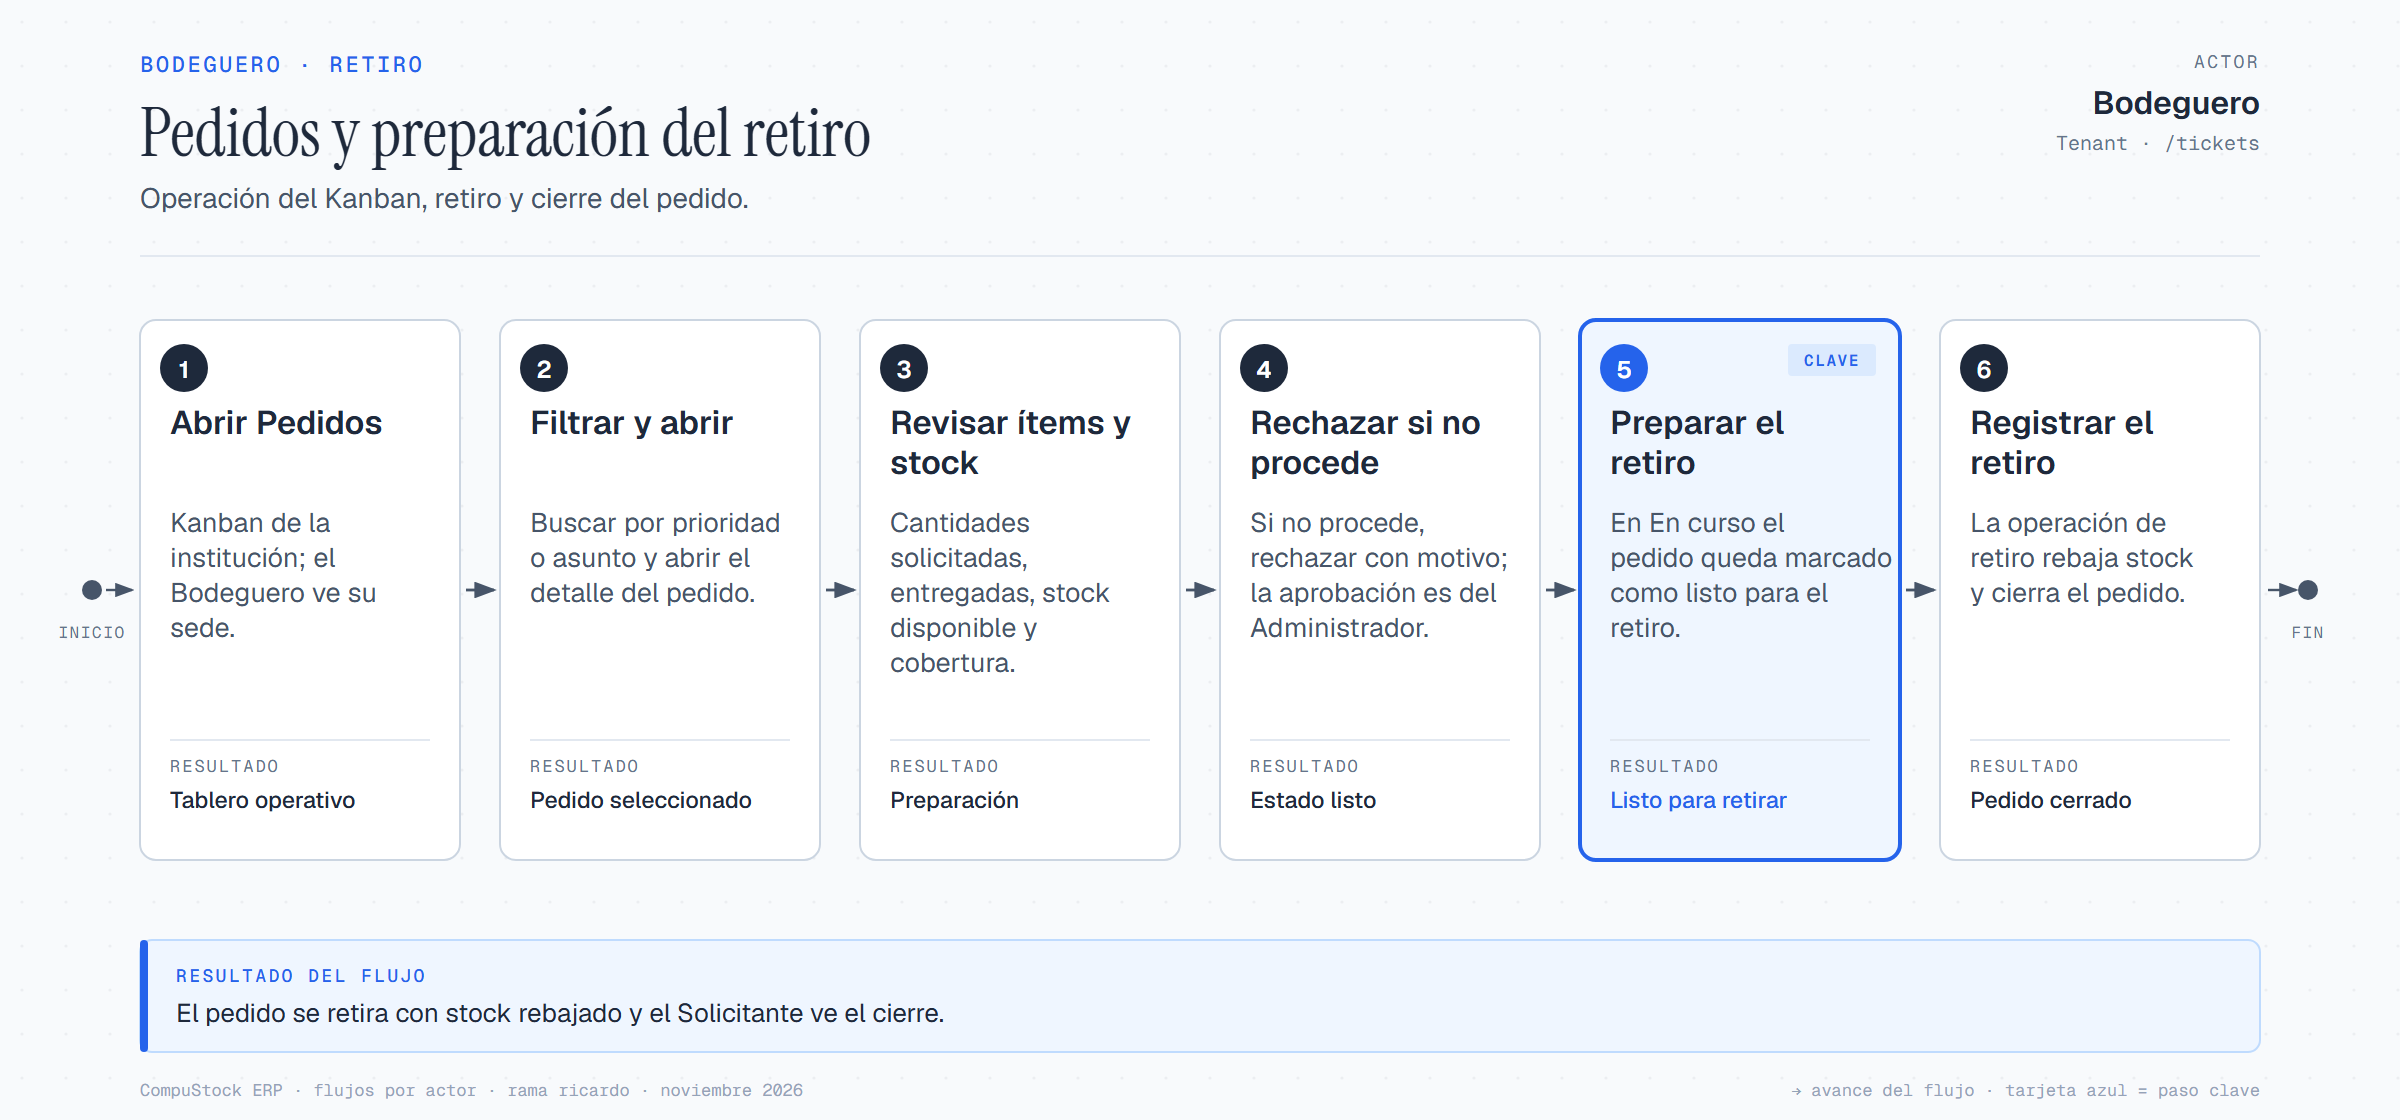 BODEGUERO · RETIRO
Pedidos y preparación del retiro
Operación del Kanban, retiro y cierre del pedido.
ACTOR
Bodeguero
Tenant · /tickets
INICIO
1
Abrir Pedidos
Kanban de la
institución; el
Bodeguero ve su
sede.
RESULTADO
Tablero operativo
2
Filtrar y abrir
Buscar por prioridad
o asunto y abrir el
detalle del pedido.
RESULTADO
Pedido seleccionado
3
Revisar ítems y
stock
Cantidades
solicitadas,
entregadas, stock
disponible y
cobertura.
RESULTADO
Preparación
4
Rechazar si no
procede
Si no procede,
rechazar con motivo;
la aprobación es del
Administrador.
RESULTADO
Estado listo
5
CLAVE
Preparar el
retiro
En En curso el
pedido queda marcado
como listo para el
retiro.
RESULTADO
Listo para retirar
6
Registrar el
retiro
La operación de
retiro rebaja stock
y cierra el pedido.
RESULTADO
Pedido cerrado
FIN
RESULTADO DEL FLUJO
El pedido se retira con stock rebajado y el Solicitante ve el cierre.
CompuStock ERP · flujos por actor · rama ricardo · noviembre 2026
→ avance del flujo · tarjeta azul = paso clave